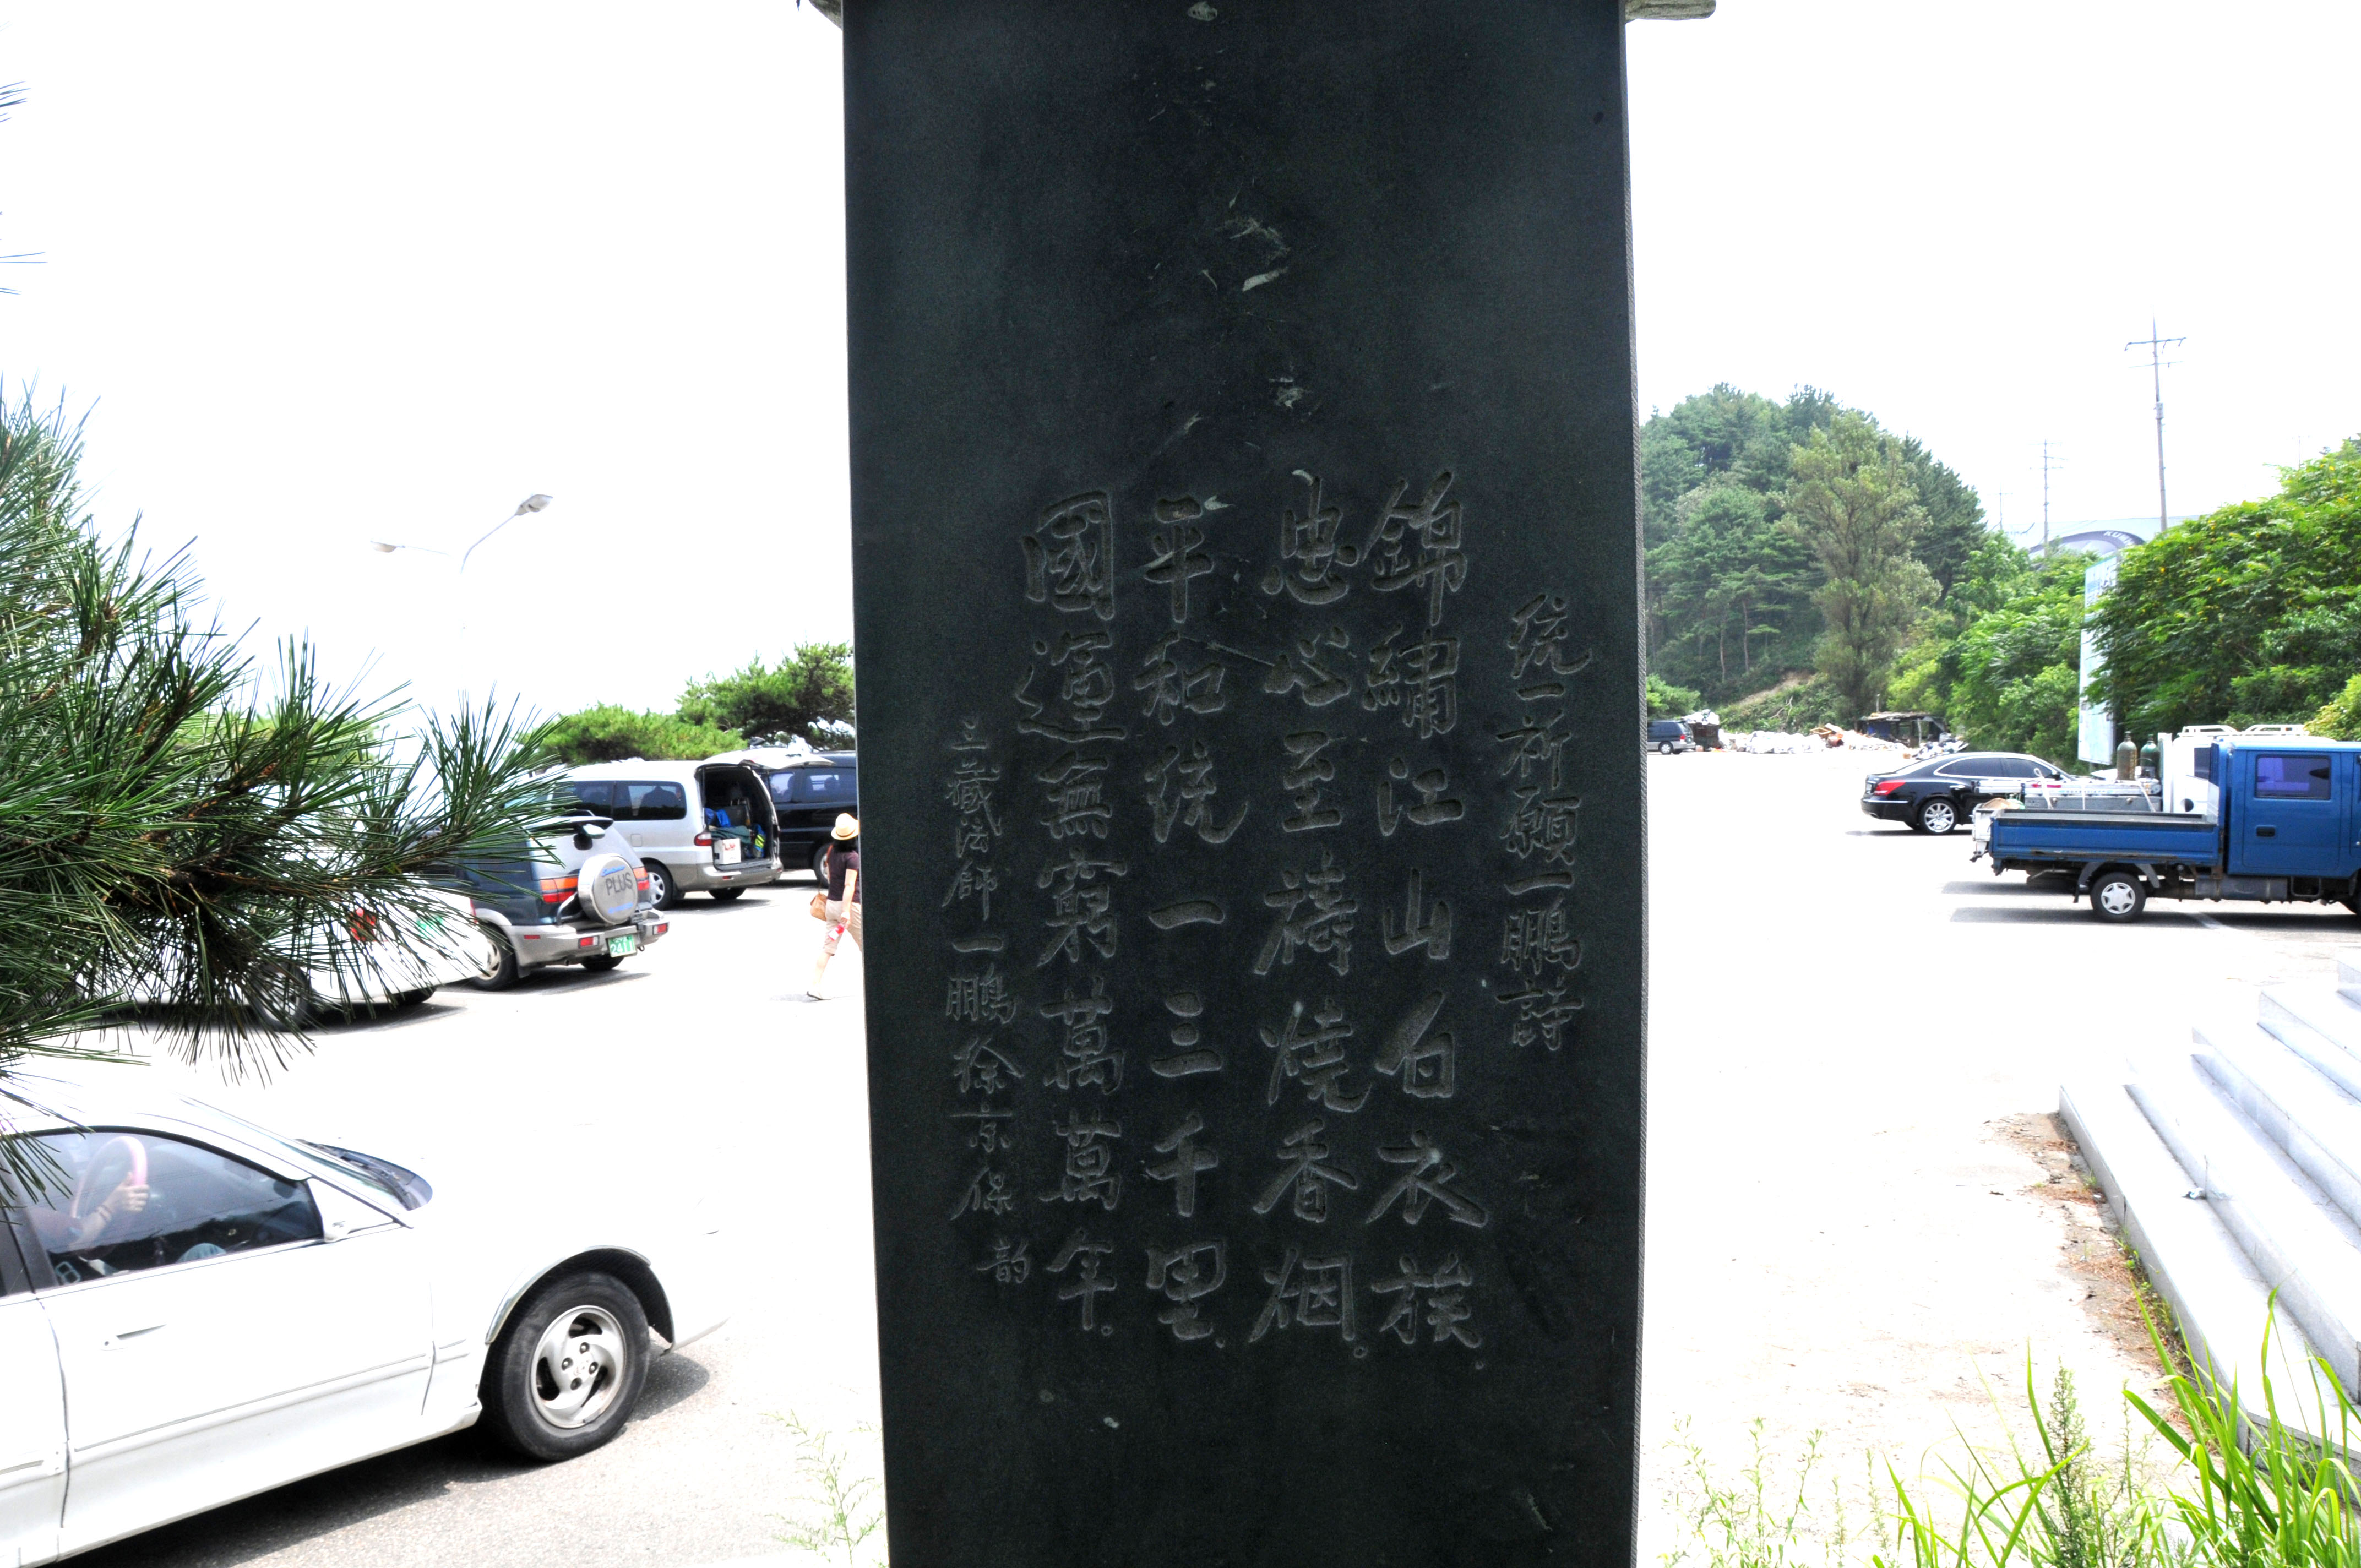 統一祈願一鵬詩
錦繡江山白衣族.
忠心至禱燒香烟。
平和統一三千里.
國運無窮萬萬年。
三藏法師一鵬徐京保韵
PLUS